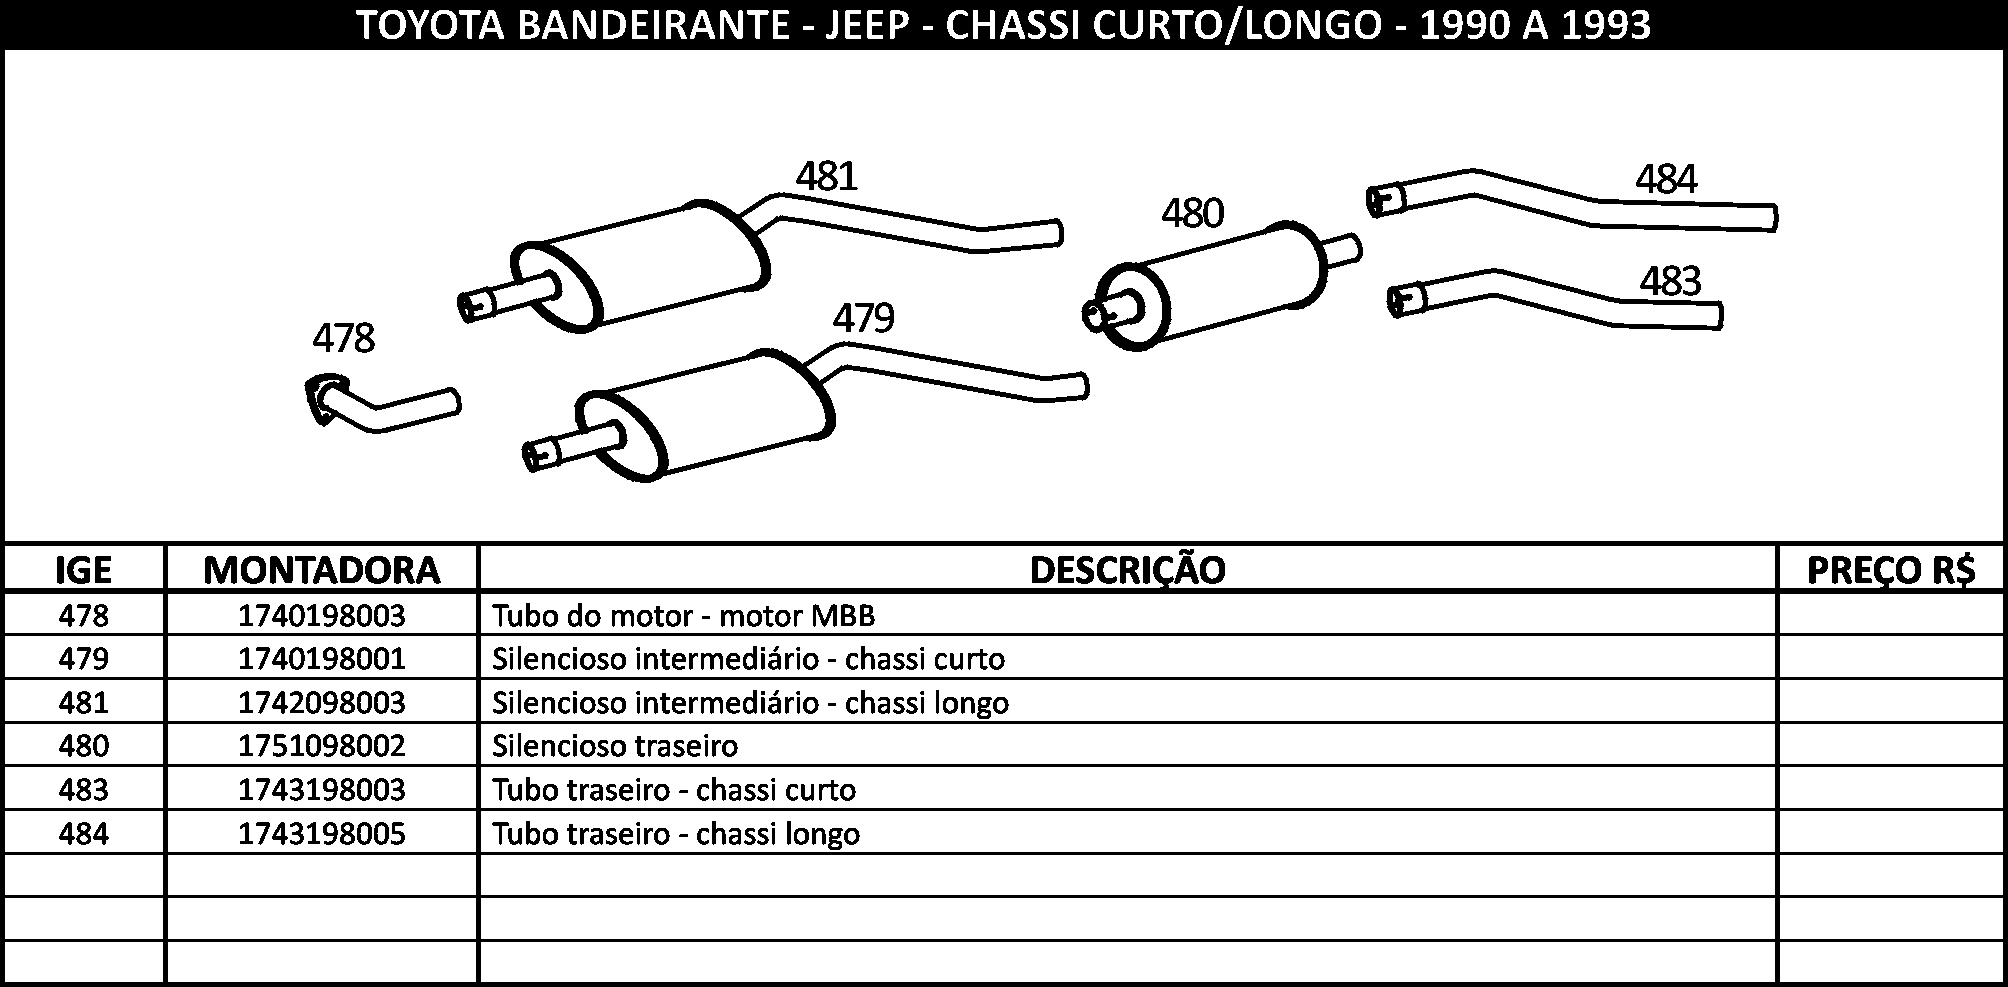 TOYOTA BANDEIRANTE - JEEP - CHASSI CURTO/LONGO - 1990 A 1993
481
484
480
483
479
478
IGE MONTADORA DESCRIÇÃO PREÇO R$
478 1740198003 Tubo do motor - motor MBB
479 1740198001 Silencioso intermediário - chassi curto
481 1742098003 Silencioso intermediário - chassi longo
480 1751098002 Silencioso traseiro
483 1743198003 Tubo traseiro - chassi curto
484 1743198005 Tubo traseiro - chassi longo